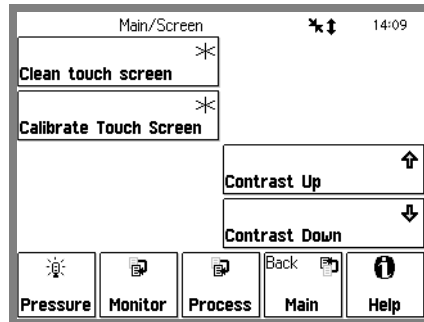 Main/Screen 14:09
Clean touch screen
Calibrate Touch Screen
Contrast Up
Contrast Down
Back
Pressure Monitor Process Main Help